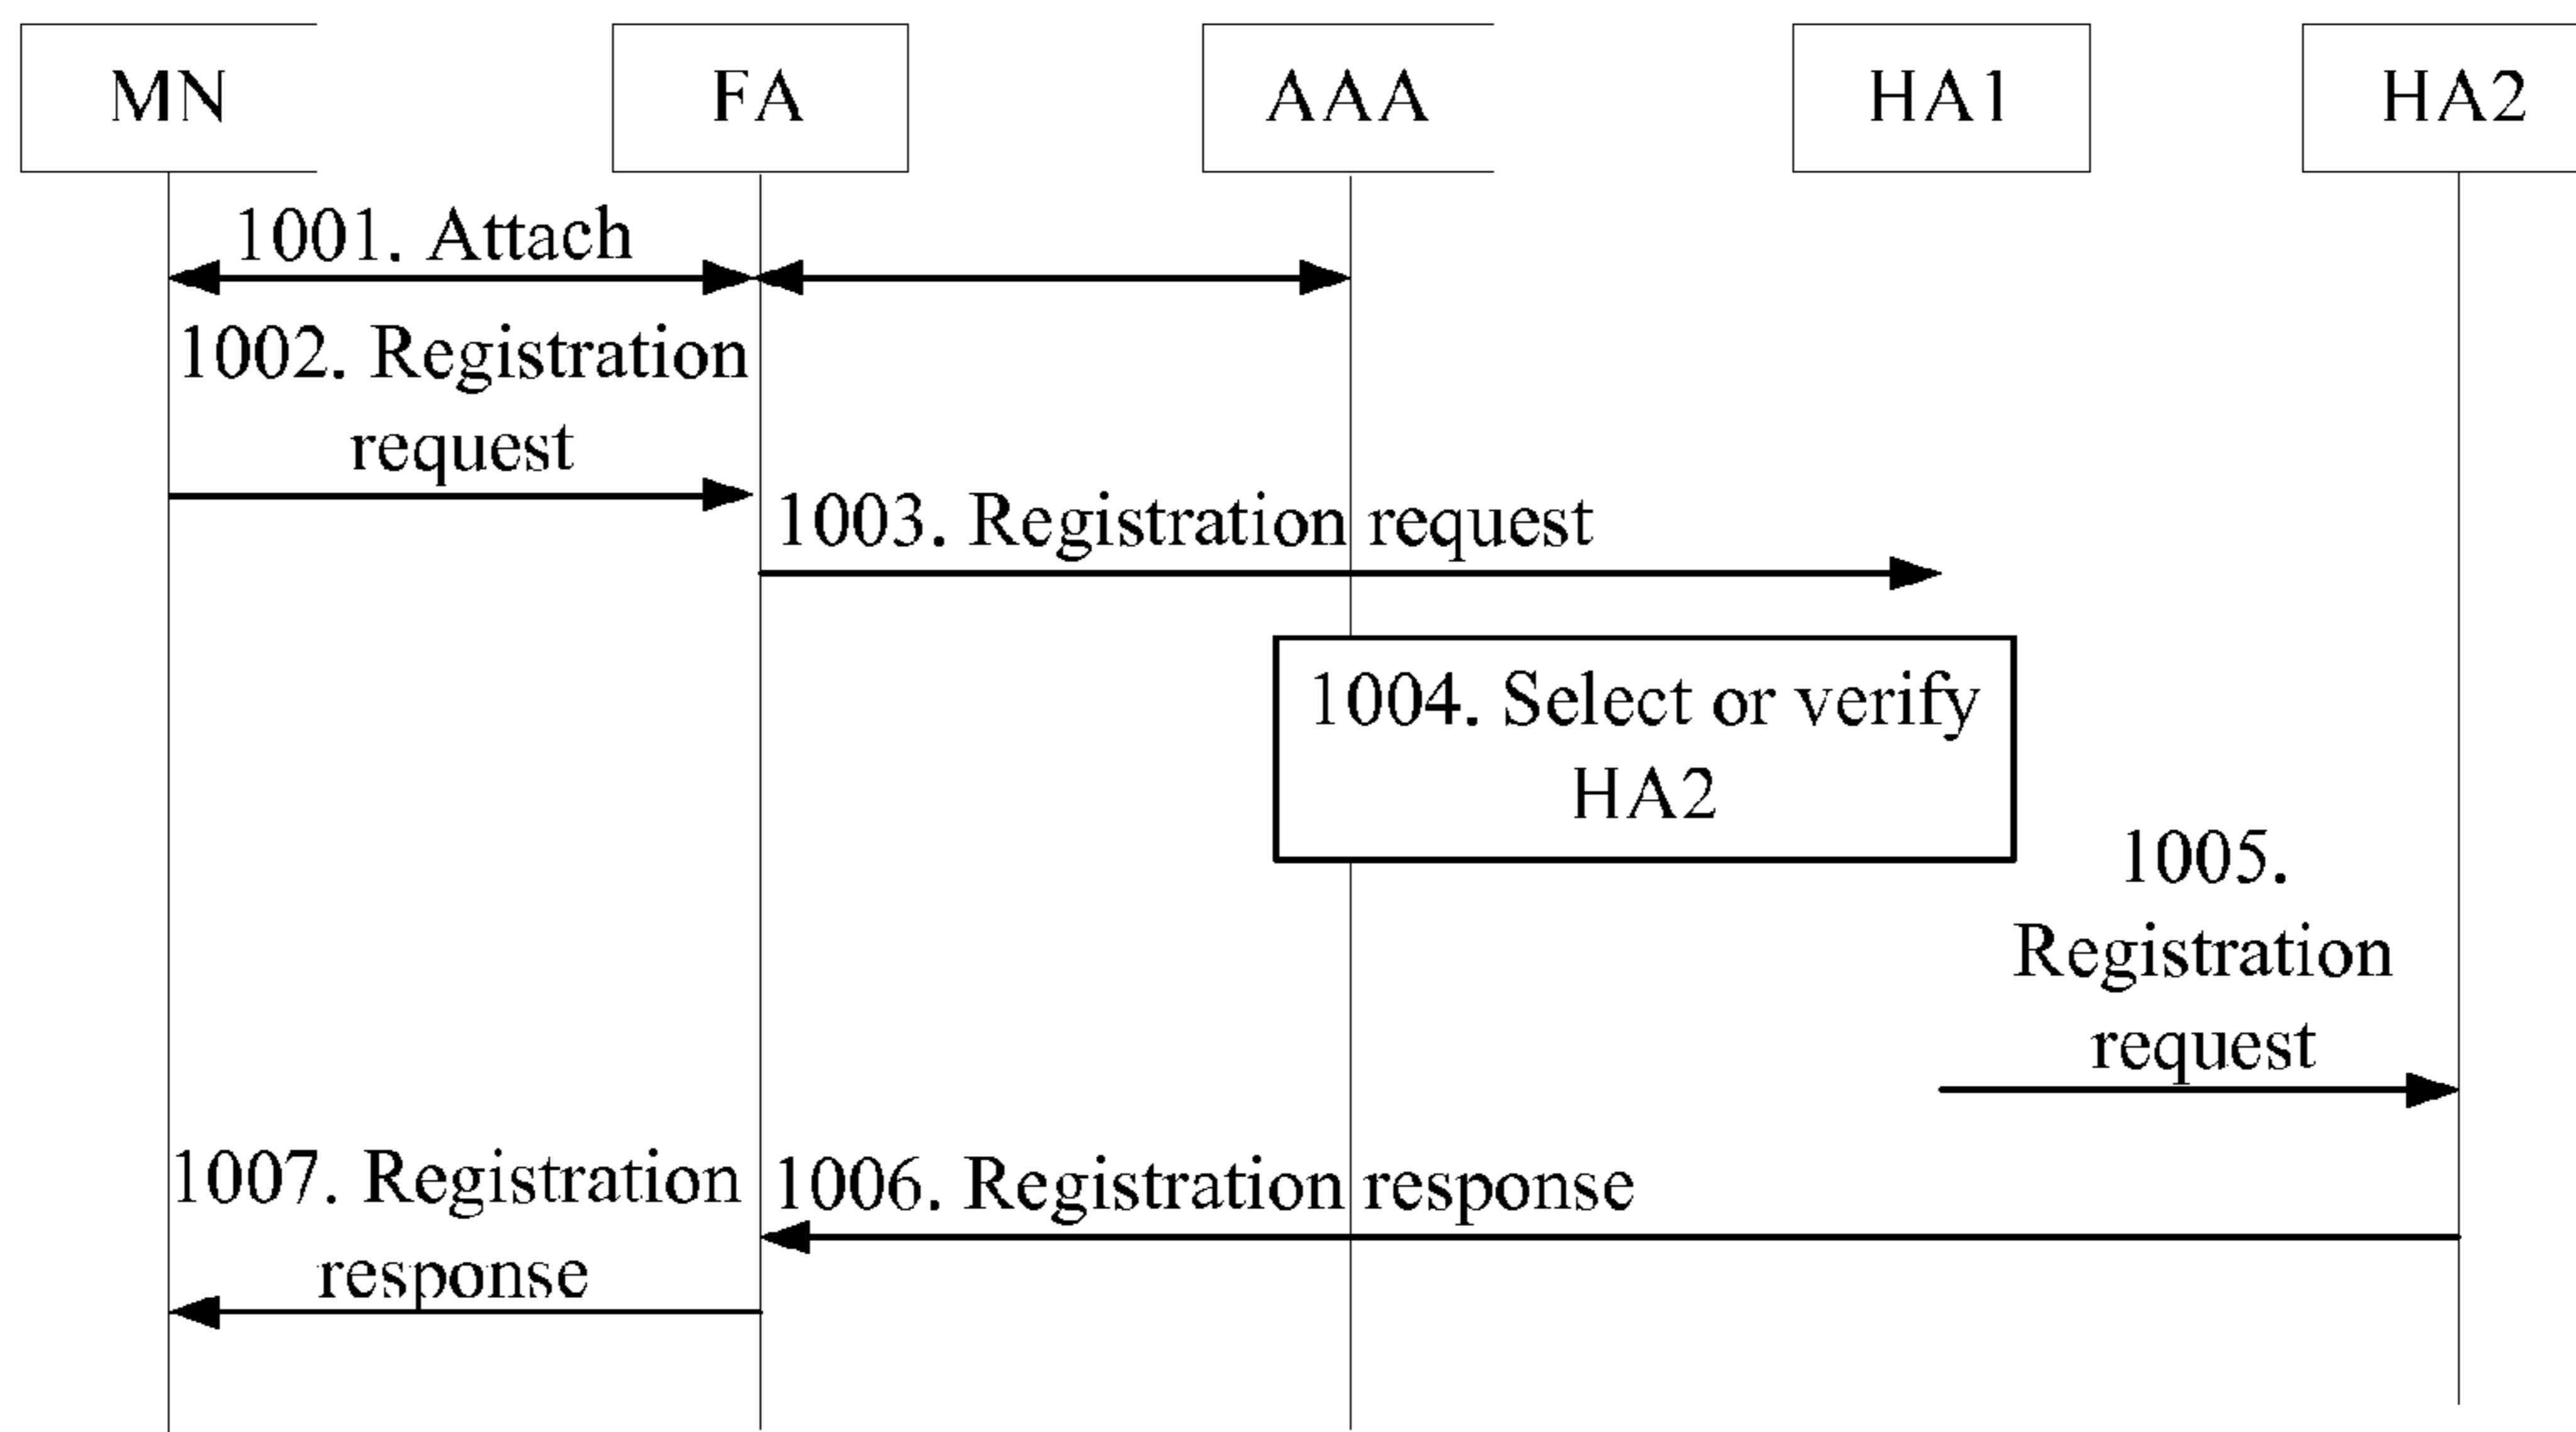 MN
FA
AAA
HA1
HA2
1001. Attach
1002. Registration
request
1003. Registration request
1004. Select or verify
HA2
1005.
Registration
request
1006. Registration response
1007. Registration
response